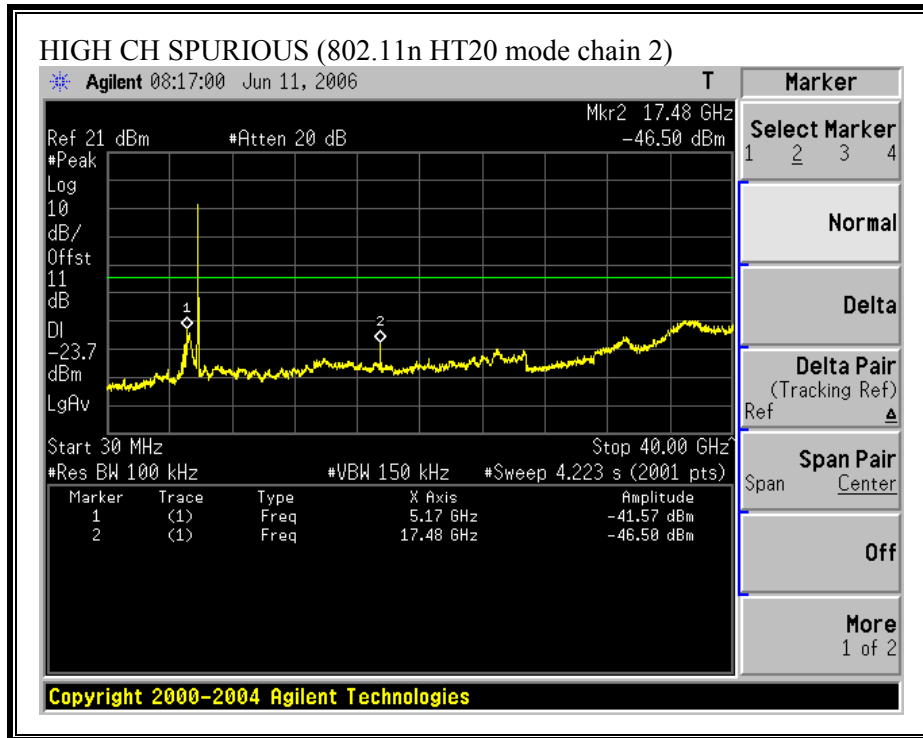 HIGH CH SPURIOUS (802.11n HT20 mode chain 2)
Agilent 08:17:00 Jun 11, 2006 T
Mkr2 17.48 GHz
Ref 21 dBm #Atten 20 dB -46.50 dBm
#Peak
Log
10
dB/
Offst
11
dB
DI
-23.7
dBm
LgAv
1
2
Start 30 MHz Stop 40.00 GHz^
#Res BW 100 kHz #VBW 150 kHz #Sweep 4.223 s (2001 pts)
Marker Trace Type X Axis Amplitude
1 (1) Freq 5.17 GHz -41.57 dBm
2 (1) Freq 17.48 GHz -46.50 dBm
Marker
Select Marker
1 2 3 4
Normal
Delta
Delta Pair
(Tracking Ref)
Ref Δ
Span Pair
Span Center
Off
More
1 of 2
Copyright 2000-2004 Agilent Technologies